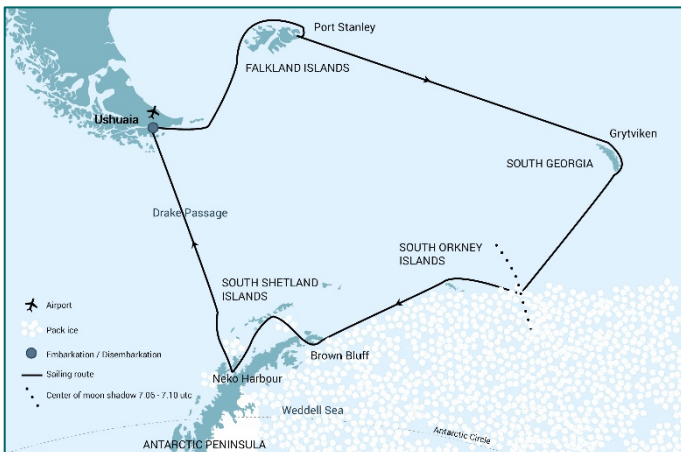 Port Stanley
FALKLAND ISLANDS
Ushuaia
Grytviken
SOUTH GEORGIA
Drake Passage
SOUTH ORKNEY
ISLANDS
SOUTH SHETLAND
ISLANDS
Airport
Pack ice
Embarkation / Disembarkation
Sailing route
Center of moon shadow 7.06 - 7.10 utc
Brown Bluff
Neko Harbour
Weddell Sea
Antarctic Circle
ANTARCTIC PENINSULA